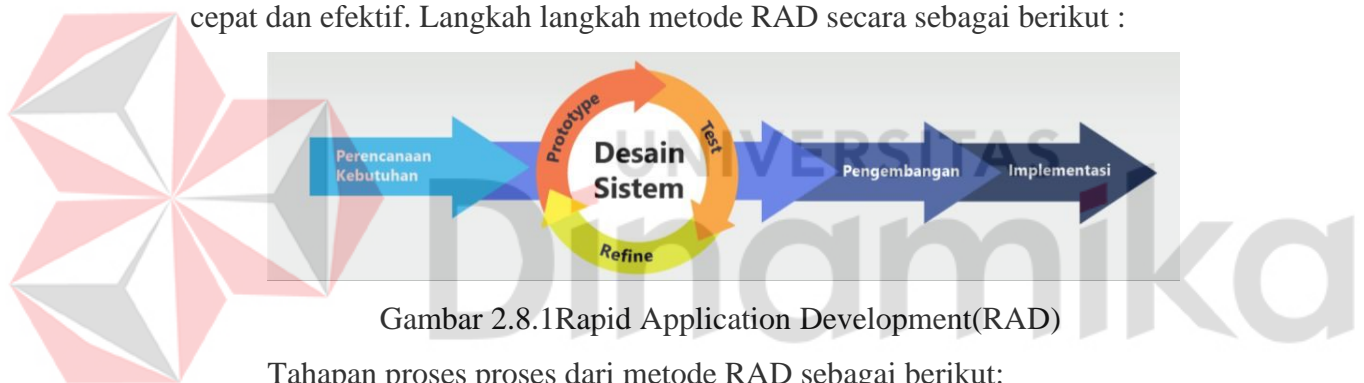 cepat dan efektif. Langkah langkah metode RAD secara sebagai berikut :
Perencanaan
Kebutuhan
Prototype
Test
Refine
Desain
Sistem
Pengembangan
Implementasi
UNIVERSITAS
Dinamika
Gambar 2.8.1Rapid Application Development(RAD)
Tahapan proses proses dari metode RAD sebagai berikut: